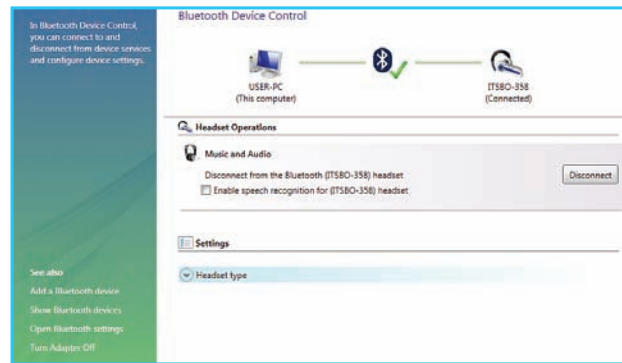 In Bluetooth Device Control,
you can connect to and
disconnect from device services
and configure device settings.
Bluetooth Device Control
USER-PC
(This computer)
ITSBO-358
(Connected)
Headset Operations
Music and Audio
Disconnect from the Bluetooth (ITSBO-358) headset
Disconnect
Enable speech recognition for (ITSBO-358) headset
Settings
Headset type
See also
Add a Bluetooth device
Show Bluetooth devices
Open Bluetooth settings
Turn Adapter Off